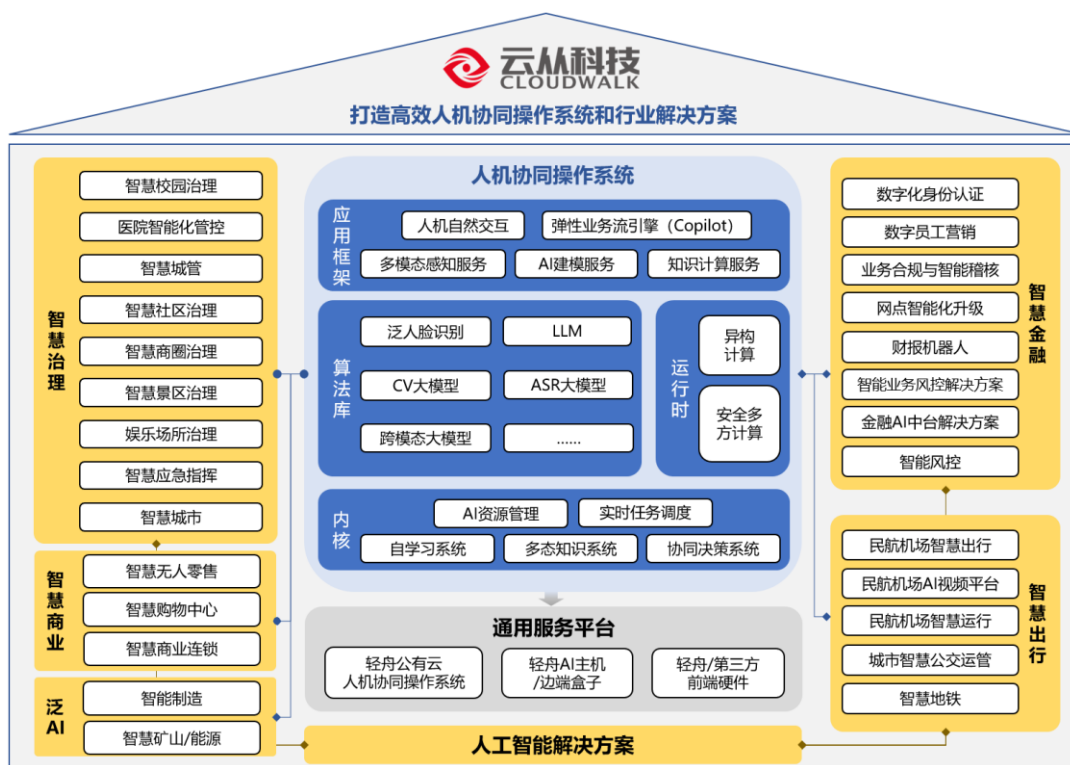 云从科技
CLOUDWALK
打造高效人机协同操作系统和行业解决方案
智慧治理
智慧校园治理
医院智能化管控
智慧城管
智慧社区治理
智慧商圈治理
智慧景区治理
娱乐场所治理
智慧应急指挥
智慧城市
智慧商业
智慧无人零售
智慧购物中心
智慧商业连锁
泛AI
智能制造
智慧矿山/能源
人机协同操作系统
应用框架
人机自然交互
弹性业务流引擎（Copilot）
多模态感知服务
AI建模服务
知识计算服务
算法库
泛人脸识别
LLM
CV大模型
ASR大模型
跨模态大模型
......
运行时
异构
计算
安全多
方计算
内核
AI资源管理
实时任务调度
自学习系统
多态知识系统
协同决策系统
通用服务平台
轻舟公有云
人机协同操作系统
轻舟AI主机
/边端盒子
轻舟/第三方
前端硬件
人工智能解决方案
数字化身份认证
数字员工营销
业务合规与智能稽核
网点智能化升级
财报机器人
智能业务风控解决方案
金融AI中台解决方案
智能风控
智慧金融
民航机场智慧出行
民航机场AI视频平台
民航机场智慧运行
城市智慧公交运管
智慧地铁
智慧出行